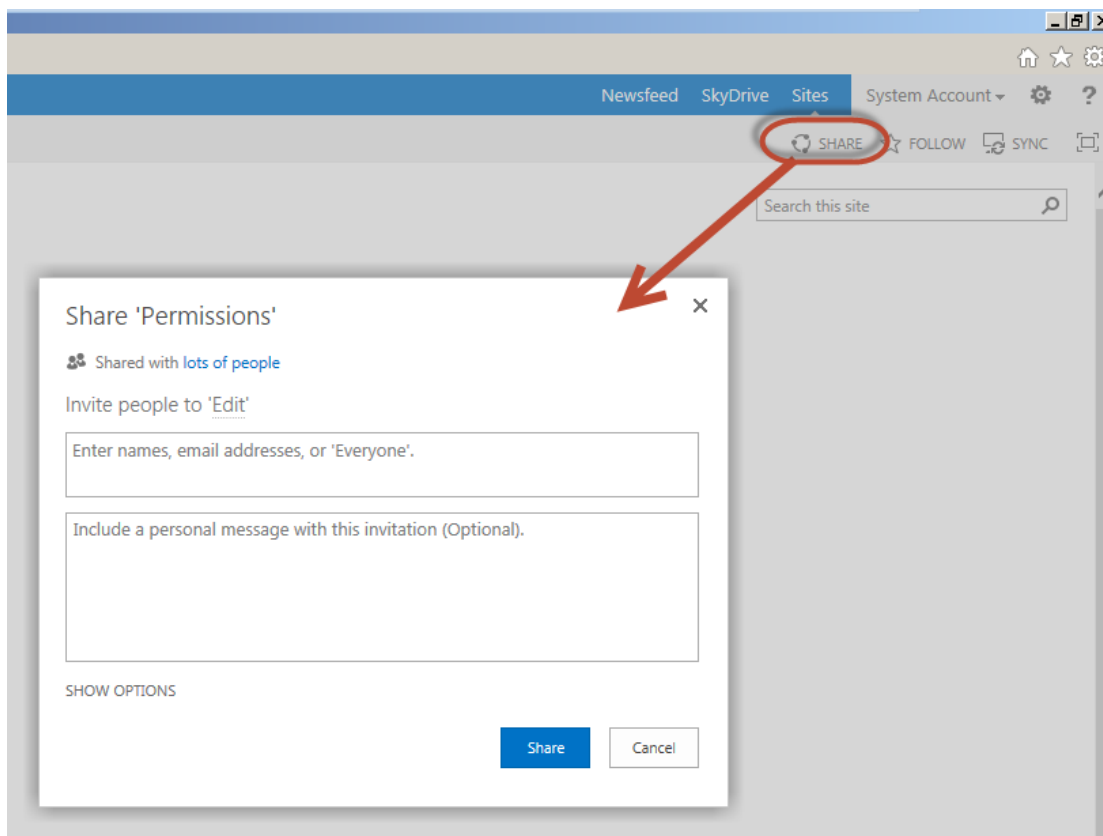 Newsfeed SkyDrive Sites System Account ?
SHARE FOLLOW SYNC
Search this site
Share 'Permissions'
Shared with lots of people
Invite people to 'Edit'
Enter names, email addresses, or 'Everyone'.
Include a personal message with this invitation (Optional).
SHOW OPTIONS
Share Cancel